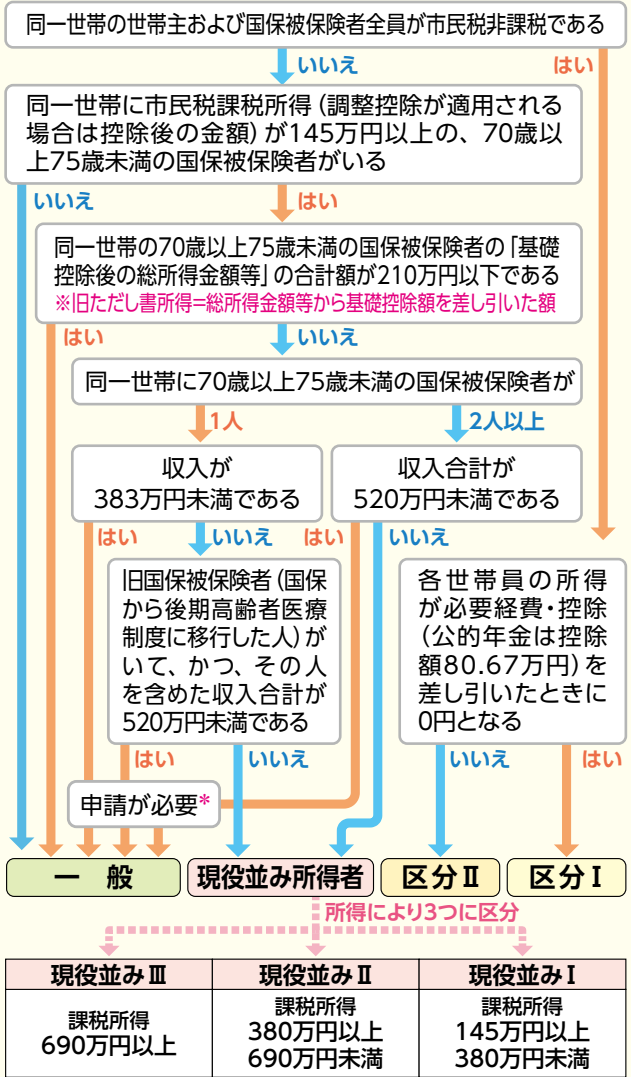 同一世帯の世帯主および国保被保険者全員が市民税非課税である
いいえ
はい
同一世帯に市民税課税所得（調整控除が適用される
場合は控除後の金額）が145万円以上の、70歳以
上75歳未満の国保被保険者がいる
いいえ
はい
同一世帯の70歳以上75歳未満の国保被保険者の「基礎
控除後の総所得金額等」の合計額が210万円以下である
※旧ただし書所得=総所得金額等から基礎控除額を差し引いた額
はい
いいえ
同一世帯に70歳以上75歳未満の国保被保険者が
1人
2人以上
収入が
383万円未満である
収入合計が
520万円未満である
はい
いいえ
はい
いいえ
旧国保被保険者（国保
から後期高齢者医療
制度に移行した人）が
いて、かつ、その人
を含めた収入合計が
520万円未満である
各世帯員の所得
が必要経費・控除
（公的年金は控除
額80.67万円）を
差し引いたときに
0円となる
はい
いいえ
いいえ
はい
申請が必要*
一般
現役並み所得者
区分Ⅱ
区分Ⅰ
所得により3つに区分
現役並みⅢ
現役並みⅡ
現役並みⅠ
課税所得
690万円以上
課税所得
380万円以上
690万円未満
課税所得
145万円以上
380万円未満